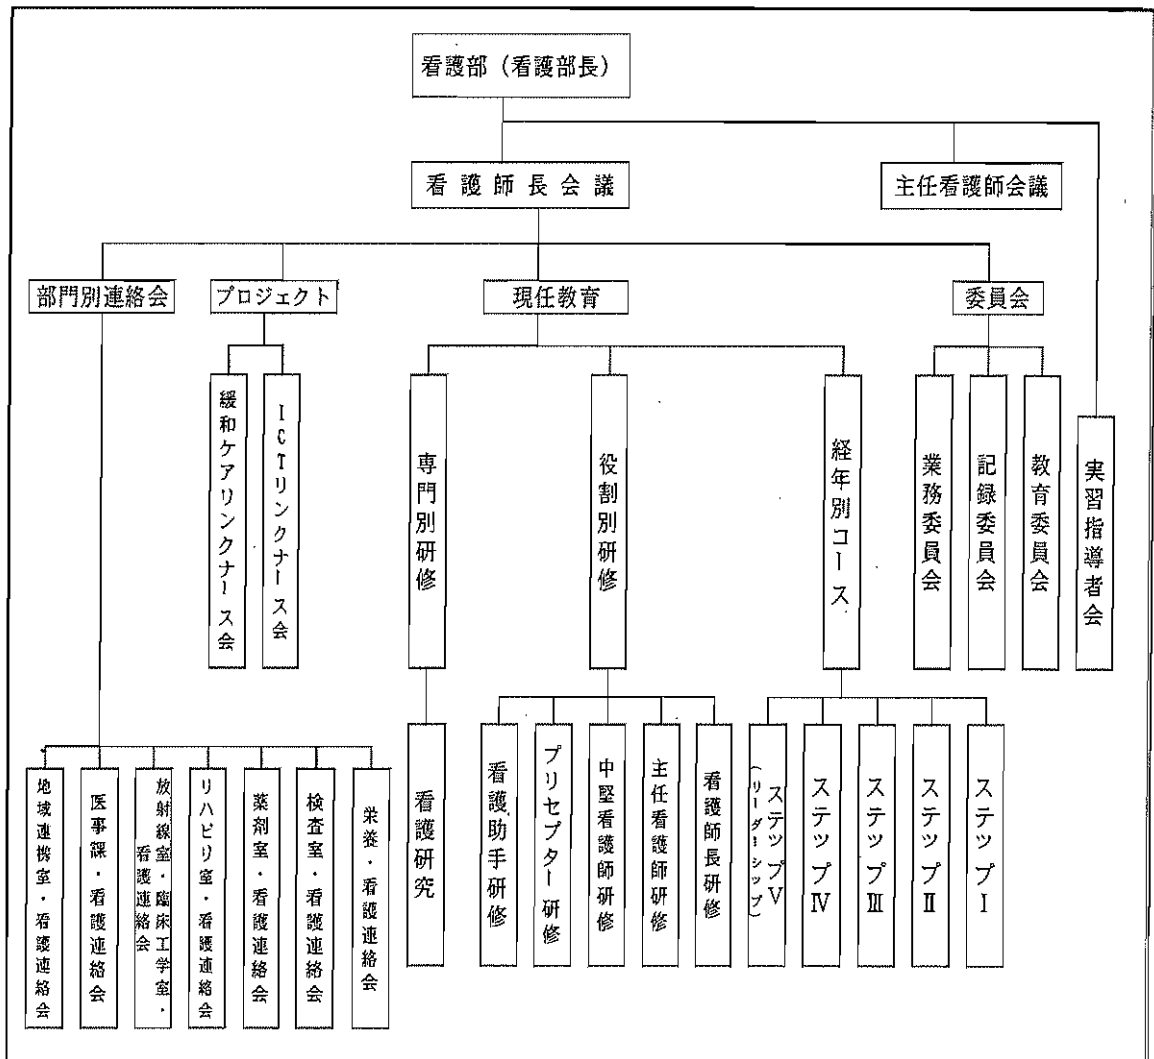 看護部（看護部長）
看護師長会議
主任看護師会議
部門別連絡会
プロジェクト
現任教育
委員会
緩和ケアリンクナース会
ICTリンクナース会
専門別研修
役割別研修
経年別コース
業務委員会
記録委員会
教育委員会
実習指導者会
地域連携室・看護連絡会
医事課・看護連絡会
放射線室・臨床工学室・
看護連絡会
リハビリ室・看護連絡会
薬剤室・看護連絡会
検査室・看護連絡会
栄養・看護連絡会
看護研究
看護助手研修
プリセプター研修
中堅看護師研修
主任看護師研修
看護師長研修
ステップⅤ
（リーダーシップ）
ステップⅣ
ステップⅢ
ステップⅡ
ステップⅠ